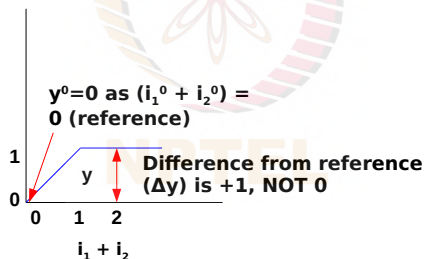 y⁰=0 as (i₁⁰ + i₂⁰) =
0 (reference)
1
y
Difference from reference
(Δy) is +1, NOT 0
0
0 1 2
i₁ + i₂
NPTEL